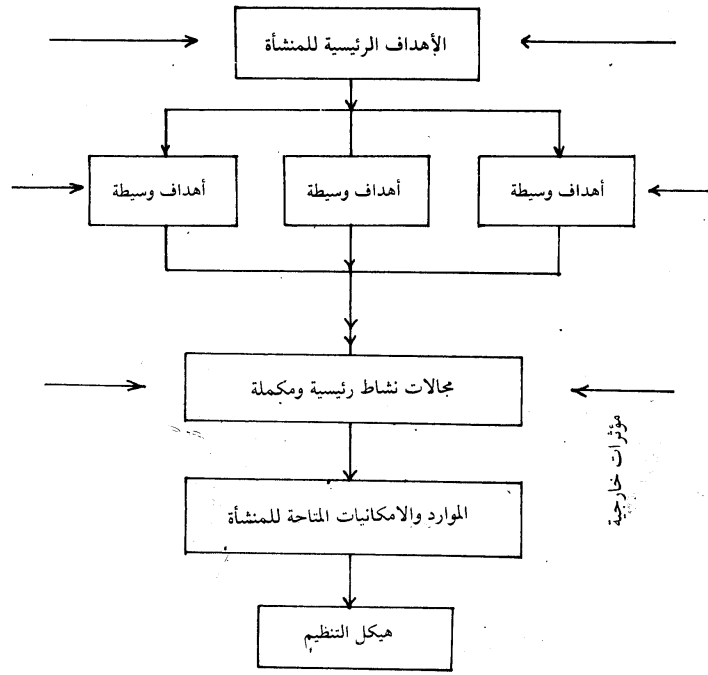 الأهداف الرئيسية للمنشأة
أهداف وسيطة
أهداف وسيطة
أهداف وسيطة
مجالات نشاط رئيسية ومكملة
مؤثرات خارجية
الموارد والامكانيات المتاحة للمنشأة
هيكل التنظيم